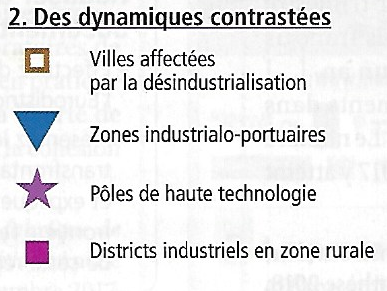 2. Des dynamiques contrastées
Villes affectées
par la désindustrialisation
Zones industrialo-portuaires
Pôles de haute technologie
Districts industriels en zone rurale